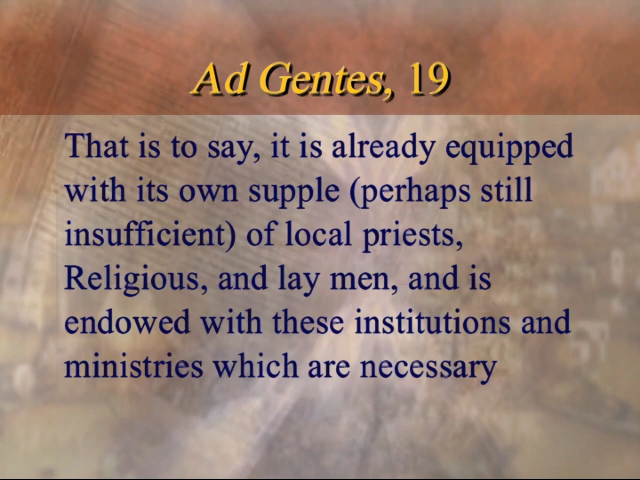 Ad Gentes, 19
That is to say, it is already equipped
with its own supple (perhaps still
insufficient) of local priests,
Religious, and lay men, and is
endowed with these institutions and
ministries which are necessary